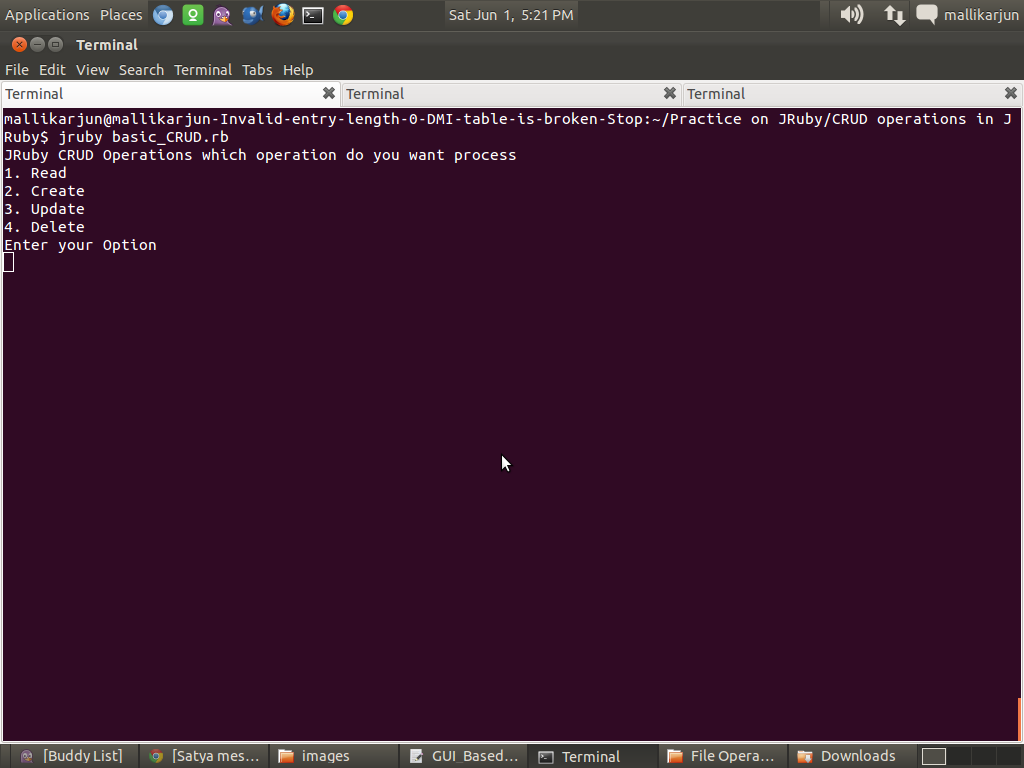 Applications Places Sat Jun 1, 5:21 PM mallikarjun
Terminal
File Edit View Search Terminal Tabs Help
Terminal Terminal Terminal
mallikarjun@mallikarjun-Invalid-entry-length-0-DMI-table-is-broken-Stop:~/Practice on JRuby/CRUD operations in J
Ruby$ jruby basic_CRUD.rb
JRuby CRUD Operations which operation do you want process
1. Read
2. Create
3. Update
4. Delete
Enter your Option
[Buddy List] [Satya mes... images GUI_Based... Terminal File Opera... Downloads